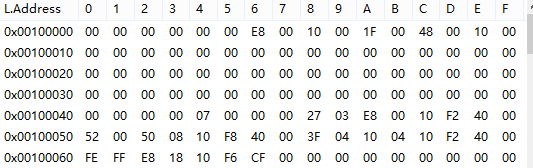 L.Address 0 1 2 3 4 5 6 7 8 9 A B C D E F
0x00100000 00 00 00 00 00 00 E8 00 10 00 1F 00 48 00 10 00
0x00100010 00 00 00 00 00 00 00 00 00 00 00 00 00 00 00 00
0x00100020 00 00 00 00 00 00 00 00 00 00 00 00 00 00 00 00
0x00100030 00 00 00 00 00 00 00 00 00 00 00 00 00 00 00 00
0x00100040 00 00 00 00 07 00 00 00 27 03 E8 00 10 F2 40 00
0x00100050 52 00 50 08 10 F8 40 00 3F 04 10 04 10 F2 40 00
0x00100060 FE FF E8 18 10 F6 CF 00 00 00 00 00 00 00 00 00